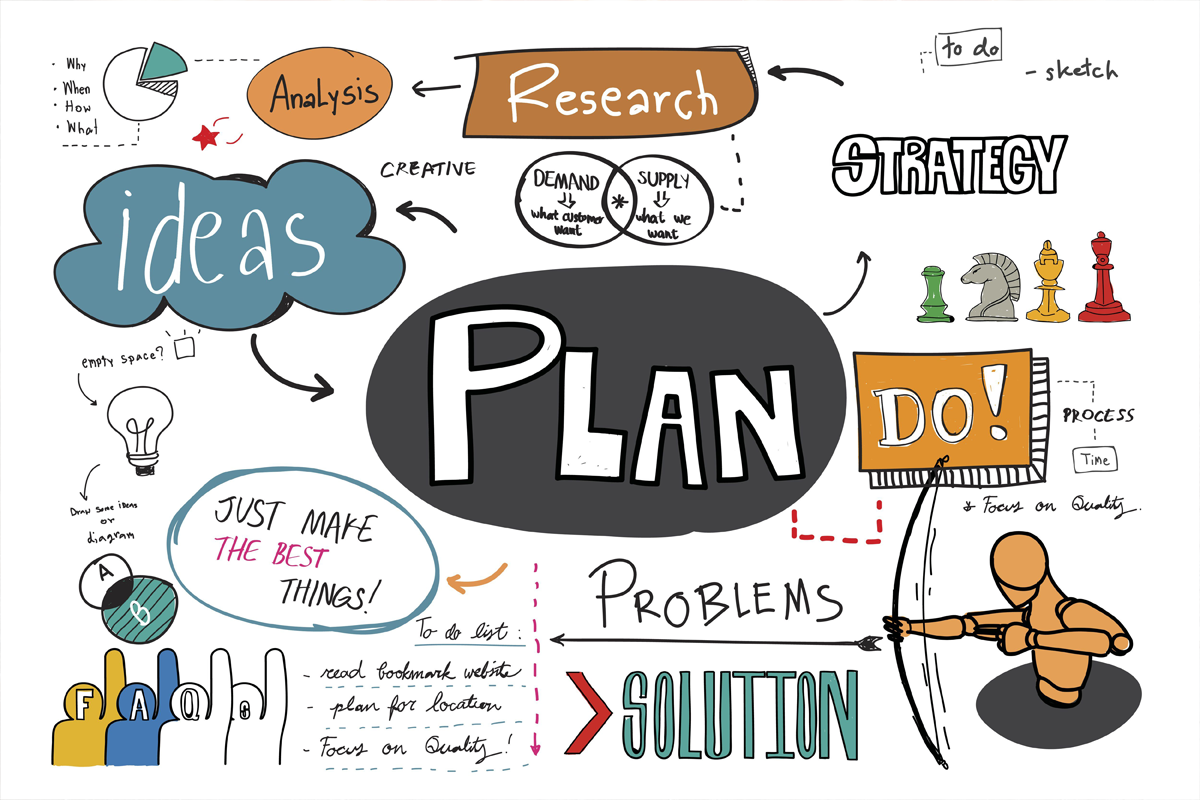 Why
When
How
What
Analysis
Research
to do
- sketch
CREATIVE
DEMAND
what customer
want
*
SUPPLY
what we
want
STRATEGY
ideas
empty space?
PLAN
DO!
PROCESS
Time
* Focus on Quality.
Draw some ideas
or
diagram
A
B
JUST MAKE
THE BEST
THINGS!
PROBLEMS
SOLUTION
To do list :
- read bookmark website
- plan for location
- Focus on Quality!
F A Q